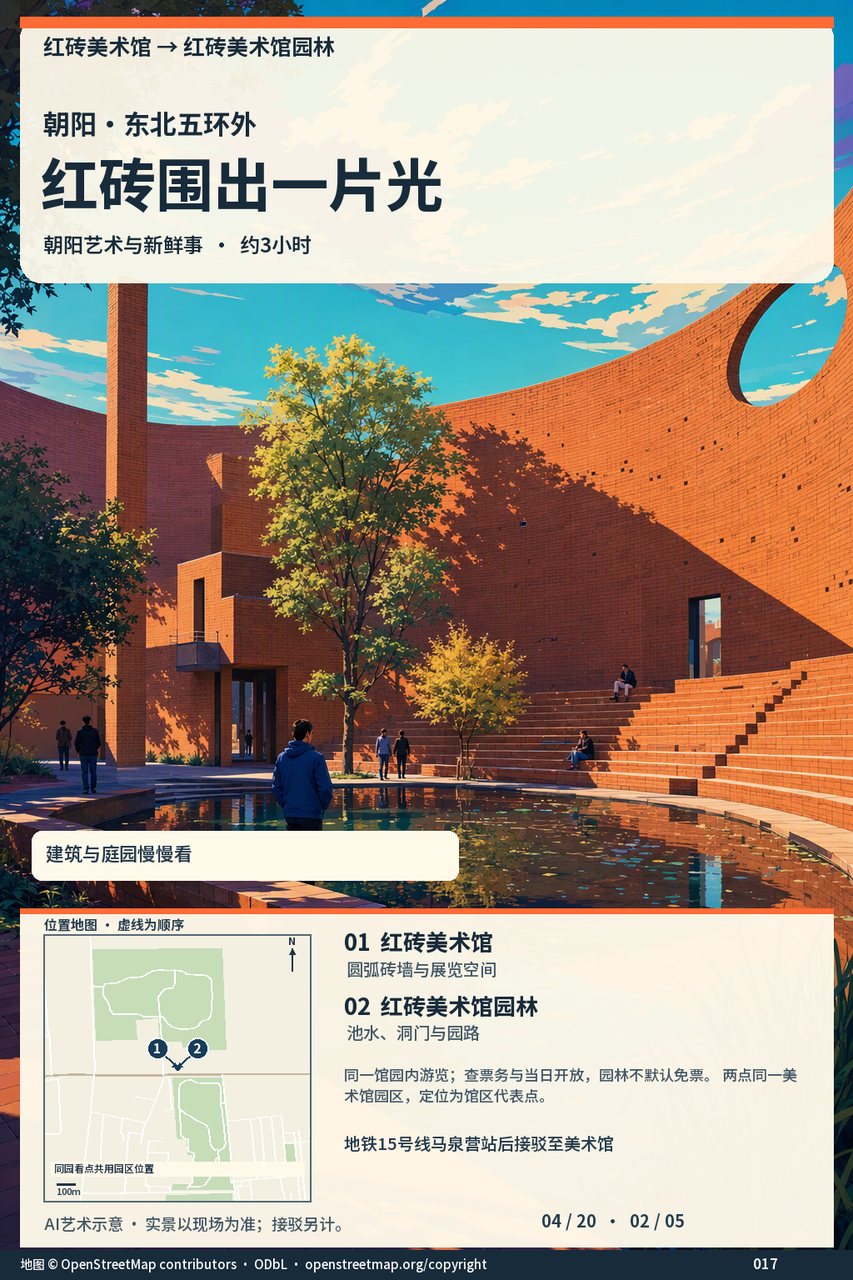 红砖美术馆 → 红砖美术馆园林
朝阳·东北五环外
红砖围出一片光
朝阳艺术与新鲜事 · 约3小时
建筑与庭园慢慢看
位置地图 · 虚线为顺序
N
1 2
同园看点共用园区位置
100m
01 红砖美术馆
圆弧砖墙与展览空间
02 红砖美术馆园林
池水、洞门与园路
同一馆园内游览；查票务与当日开放，园林不默认免票。 两点同一美
术馆园区，定位为馆区代表点。
地铁15号线马泉营站后接驳至美术馆
AI艺术示意 · 实景以现场为准；接驳另计。
04 / 20 · 02 / 05
地图 © OpenStreetMap contributors · ODbL · openstreetmap.org/copyright
017